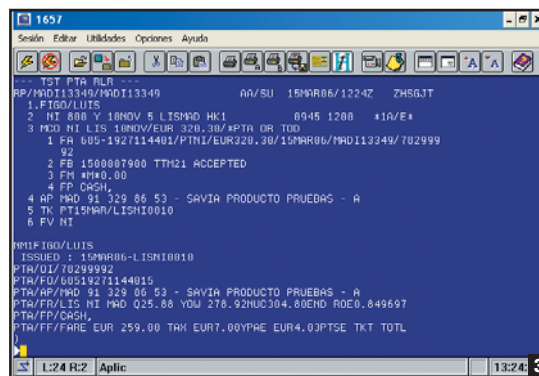 1657
Sesión Editar Utilidades Opciones Ayuda
--- TST PTA RLR ---
RP/MADI13349/MADI13349 AA/SU 15MAR06/1224Z ZHSGJT
1.FIGO/LUIS
2 NI 800 Y 10NOV 5 LISMAD HK1 0945 1200 *1A/E*
3 MCO NI LIS 10NOV/EUR 320.30/*PTA OR TOD
1 FA 605-1927114401/PTNI/EUR320.30/15MAR06/MADI13349/702999
92
2 FB 1500007900 TTM21 ACCEPTED
3 FM *M*0.00
4 FP CASH,
4 AP MAD 91 329 06 53 - SAVIA PRODUCTO PRUEBAS - A
5 TK PT15MAR/LISNI0010
6 FV NI
NM1FIGO/LUIS
ISSUED : 15MAR06-LISNI0010
PTA/OI/70299992
PTA/FO/60519271144015
PTA/AP/MAD 91 329 06 53 - SAVIA PRODUCTO PRUEBAS - A
PTA/FR/LIS NI MAD Q25.88 YOW 278.92NUC304.80END ROE0.849697
PTA/FP/CASH,
PTA/FF/FARE EUR 259.00 TAX EUR7.00YPAE EUR4.03PTSE TKT TOTL
)
L:24 R:2 Aplic 13:24:
3